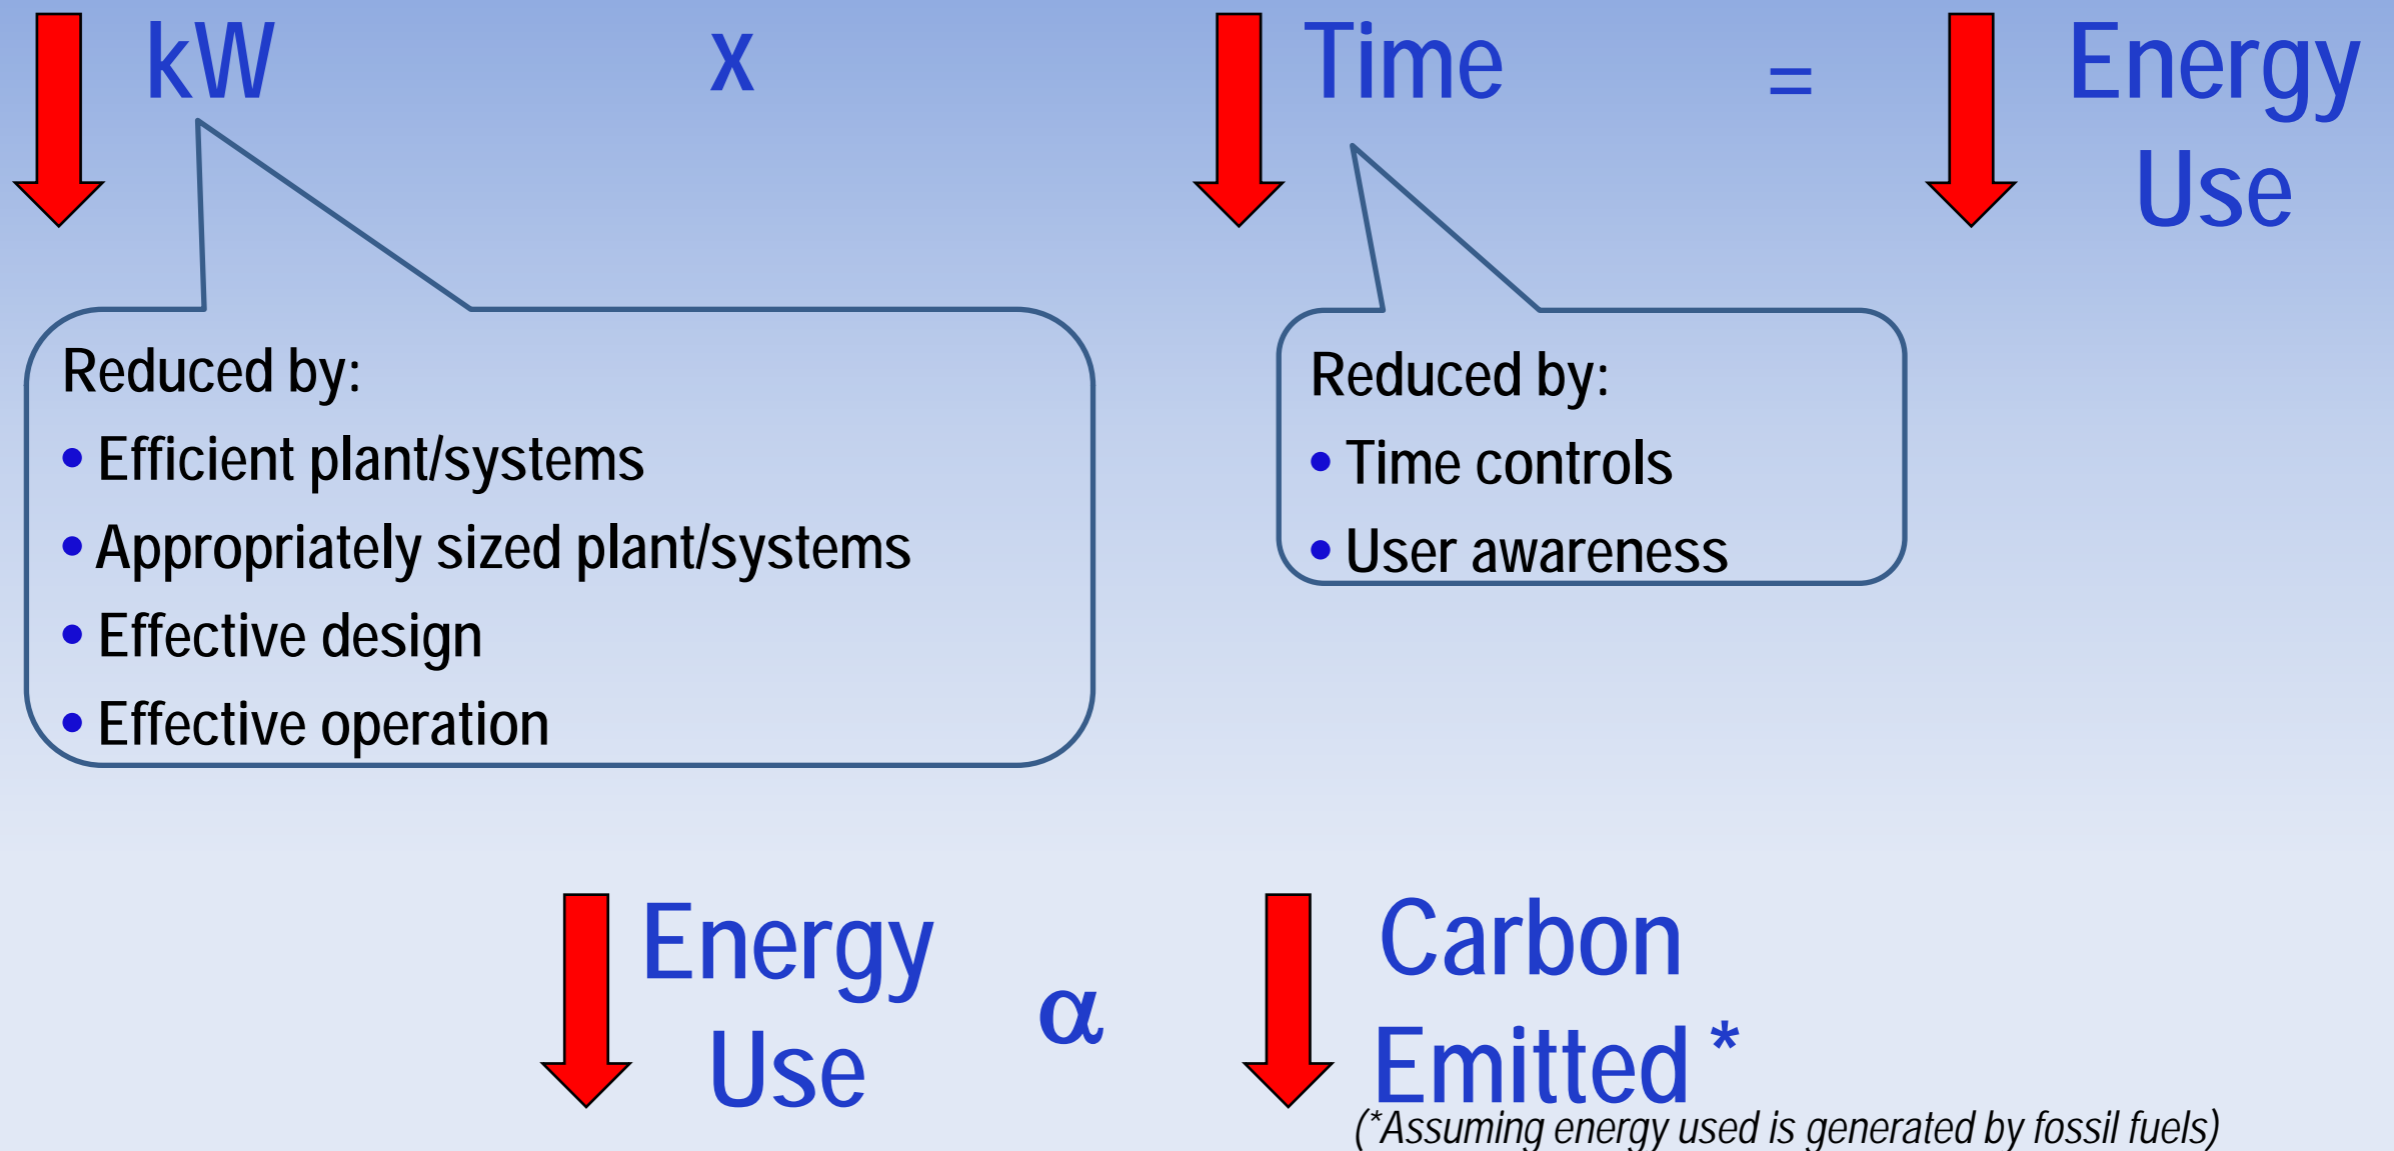 kW x Time = Energy
Use
Reduced by:
• Efficient plant/systems
• Appropriately sized plant/systems
• Effective design
• Effective operation
Reduced by:
• Time controls
• User awareness
Energy
Use
α
Carbon
Emitted *
(*Assuming energy used is generated by fossil fuels)